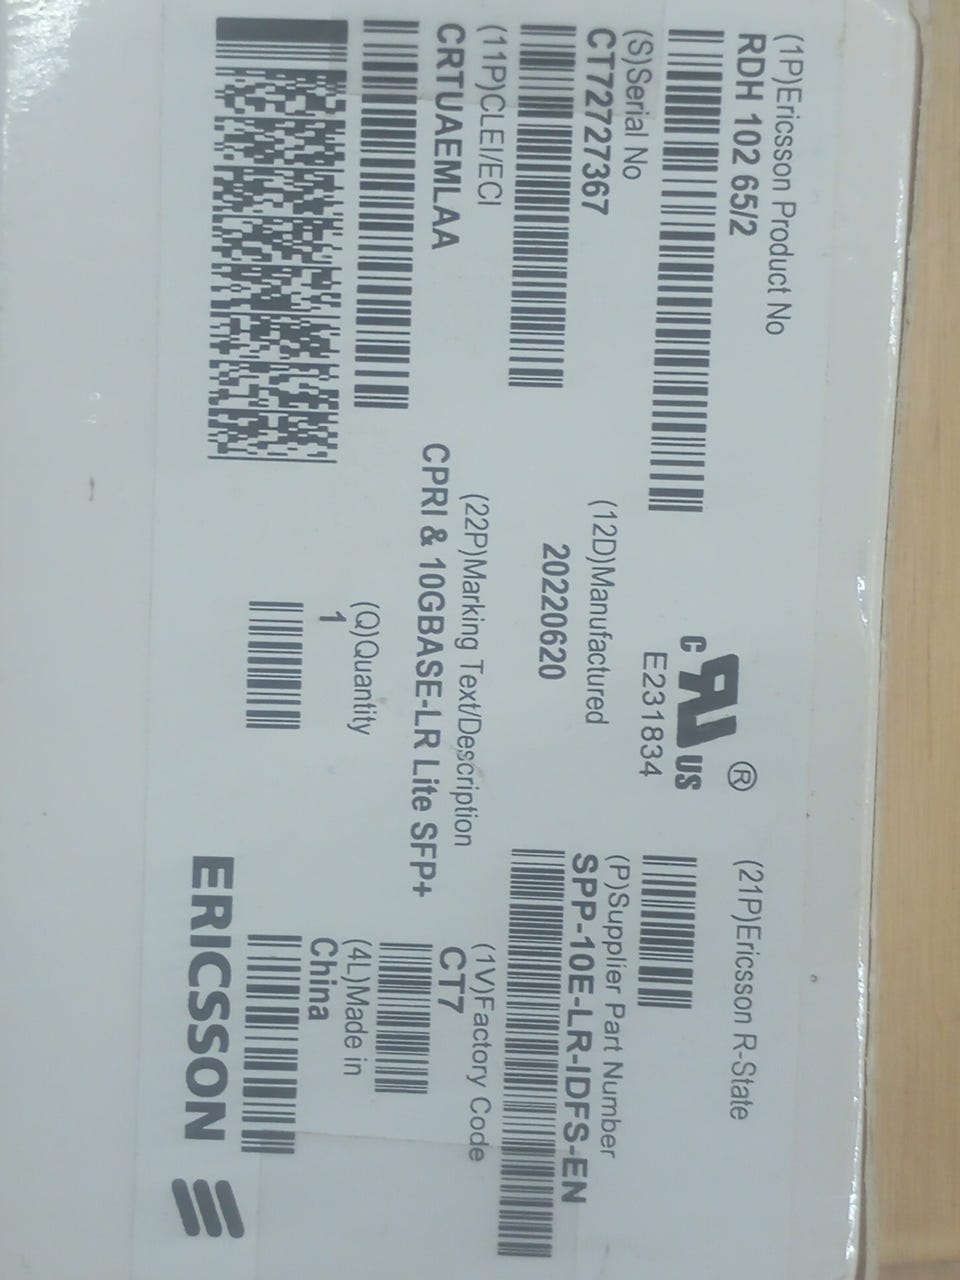 (1P)Ericsson Product No
RDH 102 65/2
(21P)Ericsson R-State
®
c RU US
E231834
(S)Serial No
CT72727367
(12D)Manufactured
20220620
(P)Supplier Part Number
SPP-10E-LR-IDFS-EN
(11P)CLEI/ECI
CRTUAEMLAA
(22P)Marking Text/Description
CPRI & 10GBASE-LR Lite SFP+
(1V)Factory Code
CT7
(Q)Quantity
1
(4L)Made in
China
ERICSSON